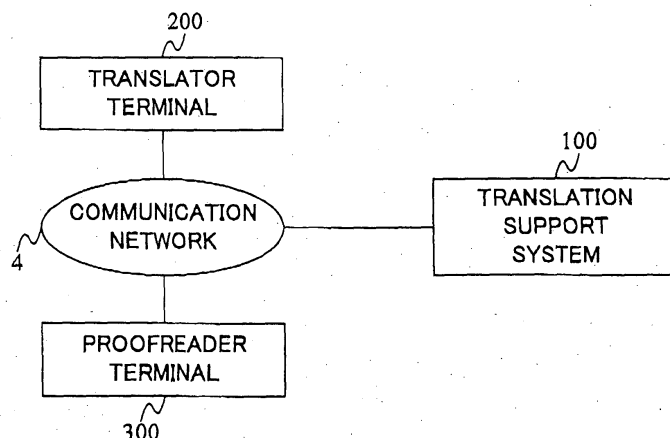 200
TRANSLATOR
TERMINAL
100
COMMUNICATION
NETWORK
4
TRANSLATION
SUPPORT
SYSTEM
PROOFREADER
TERMINAL
300